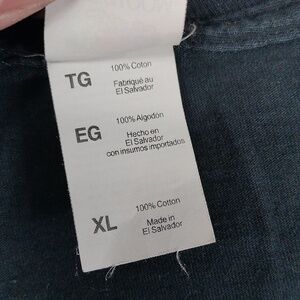 TG
100% Coton
Fabriqué au
El Salvador
EG
100% Algodón
Hecho en
El Salvador
con insumos importados
XL
100% Cotton
Made in
El Salvador